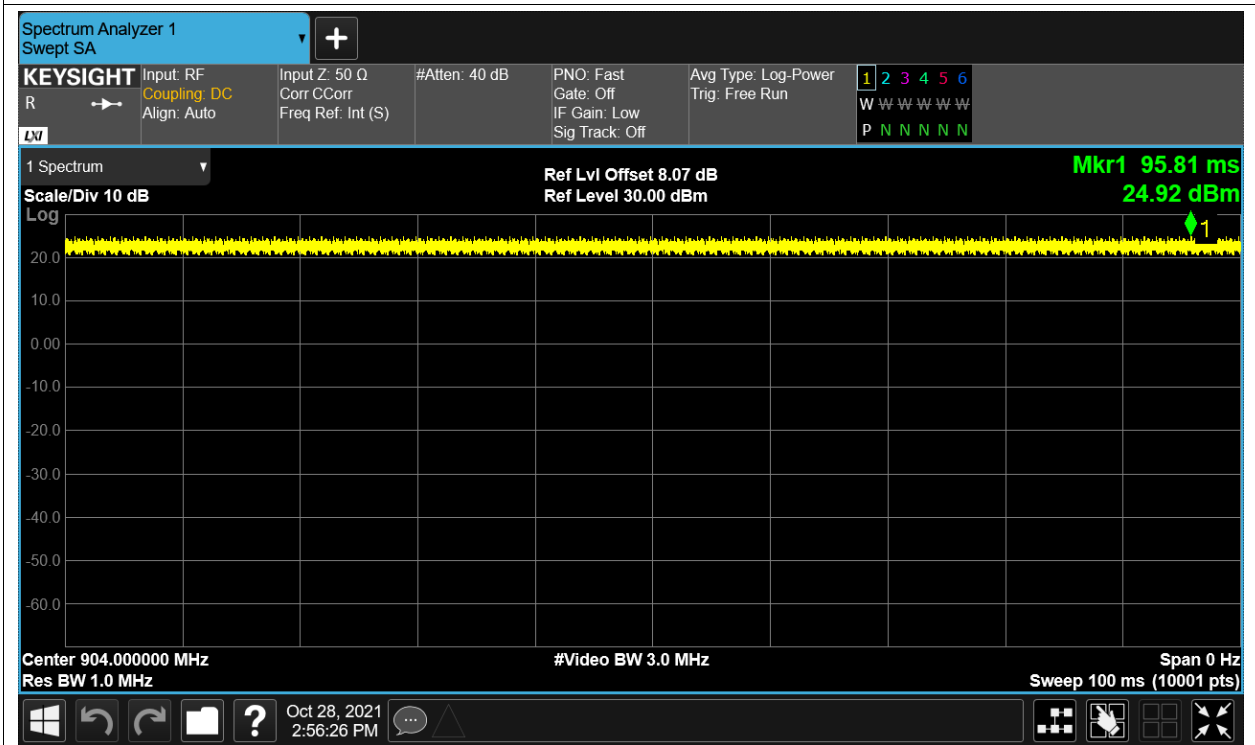 Spectrum Analyzer 1
Swept SA
KEYSIGHT
R
LXI
Input: RF
Coupling: DC
Align: Auto
Input Z: 50 Ω
Corr CCorr
Freq Ref: Int (S)
#Atten: 40 dB
PNO: Fast
Gate: Off
IF Gain: Low
Sig Track: Off
Avg Type: Log-Power
Trig: Free Run
1 2 3 4 5 6
W W W W W W
P N N N N N
1 Spectrum
Scale/Div 10 dB
Log
Ref Lvl Offset 8.07 dB
Ref Level 30.00 dBm
Mkr1 95.81 ms
24.92 dBm
1
20.0
10.0
0.00
-10.0
-20.0
-30.0
-40.0
-50.0
-60.0
Center 904.000000 MHz
#Video BW 3.0 MHz
Span 0 Hz
Res BW 1.0 MHz
Sweep 100 ms (10001 pts)
?
Oct 28, 2021
2:56:26 PM